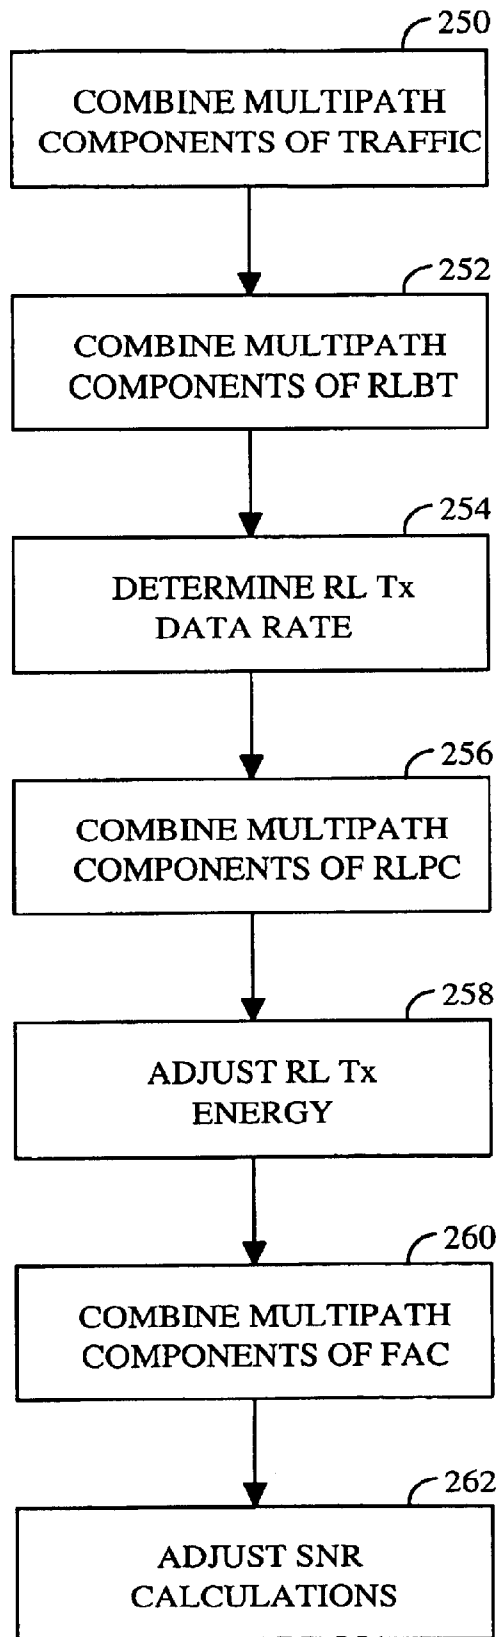 250
COMBINE MULTIPATH
COMPONENTS OF TRAFFIC
252
COMBINE MULTIPATH
COMPONENTS OF RLBT
254
DETERMINE RL Tx
DATA RATE
256
COMBINE MULTIPATH
COMPONENTS OF RLPC
258
ADJUST RL Tx
ENERGY
260
COMBINE MULTIPATH
COMPONENTS OF FAC
262
ADJUST SNR
CALCULATIONS